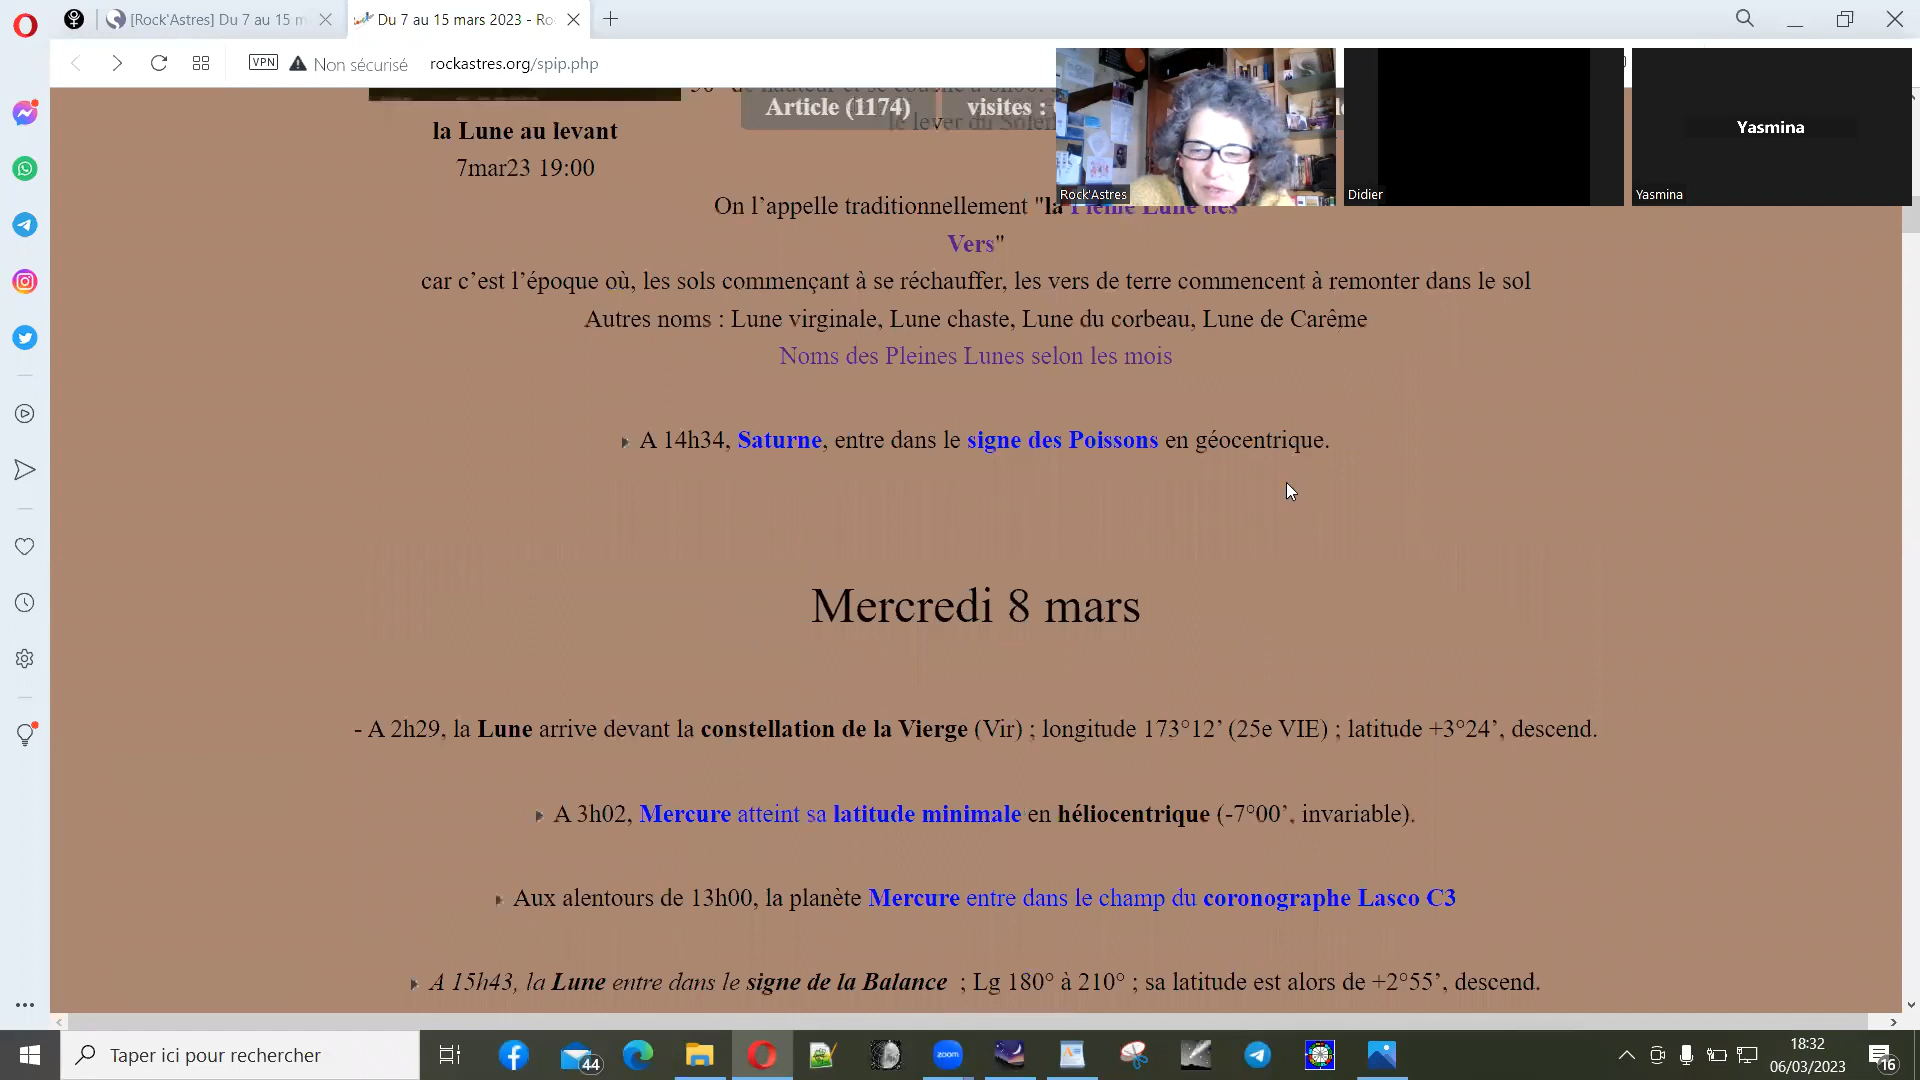 [Rock'Astres] Du 7 au 15 m
Du 7 au 15 mars 2023 - Ro
VPN
Non sécurisé
rockastres.org/spip.php
Article (1174)
visites :
le lever du Soleil
la Lune au levant
7mar23 19:00
Rock'Astres
Didier
Yasmina
Yasmina
On l’appelle traditionnellement "la Pleine Lune des
Vers"
car c’est l’époque où, les sols commençant à se réchauffer, les vers de terre commencent à remonter dans le sol
Autres noms : Lune virginale, Lune chaste, Lune du corbeau, Lune de Carême
Noms des Pleines Lunes selon les mois
A 14h34, Saturne, entre dans le signe des Poissons en géocentrique.
Mercredi 8 mars
- A 2h29, la Lune arrive devant la constellation de la Vierge (Vir) ; longitude 173°12’ (25e VIE) ; latitude +3°24’, descend.
A 3h02, Mercure atteint sa latitude minimale en héliocentrique (-7°00’, invariable).
Aux alentours de 13h00, la planète Mercure entre dans le champ du coronographe Lasco C3
A 15h43, la Lune entre dans le signe de la Balance ; Lg 180° à 210° ; sa latitude est alors de +2°55’, descend.
Taper ici pour rechercher
44
zoom
18:32
06/03/2023
16